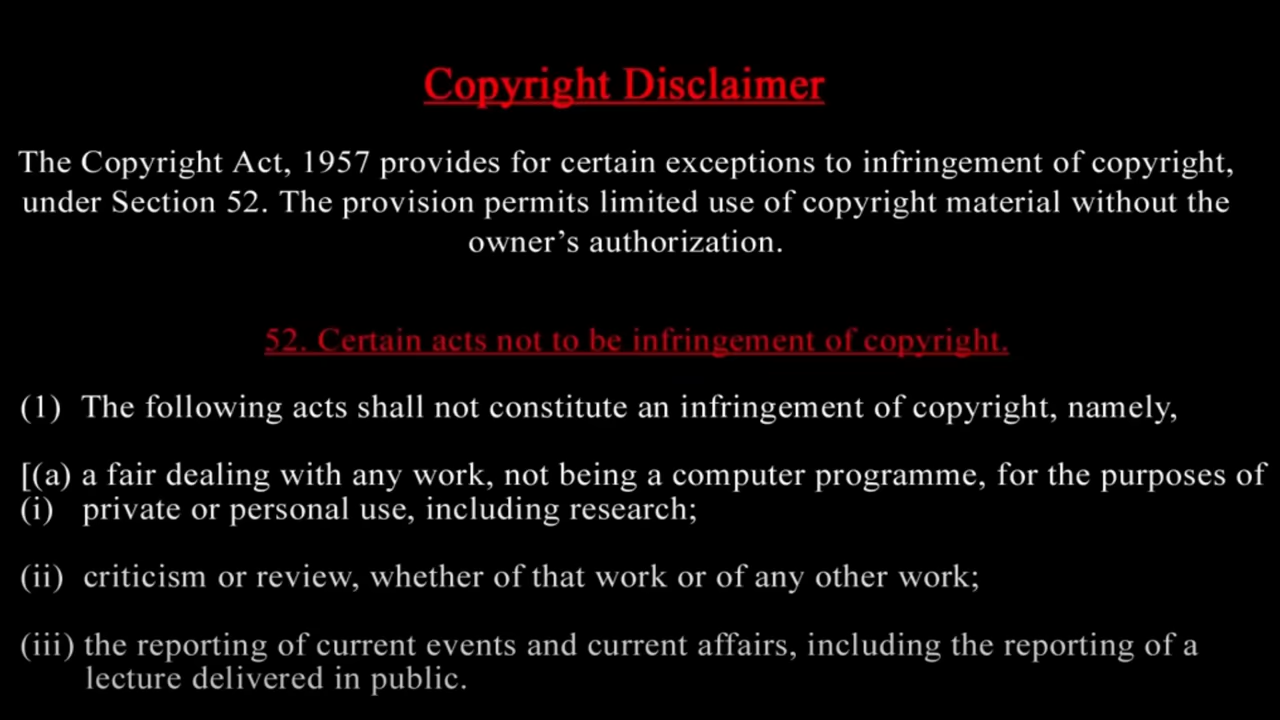 Copyright Disclaimer
The Copyright Act, 1957 provides for certain exceptions to infringement of copyright,
under Section 52. The provision permits limited use of copyright material without the
owner’s authorization.
52. Certain acts not to be infringement of copyright.
(1) The following acts shall not constitute an infringement of copyright, namely,
[(a) a fair dealing with any work, not being a computer programme, for the purposes of
(i) private or personal use, including research;
(ii) criticism or review, whether of that work or of any other work;
(iii) the reporting of current events and current affairs, including the reporting of a
lecture delivered in public.